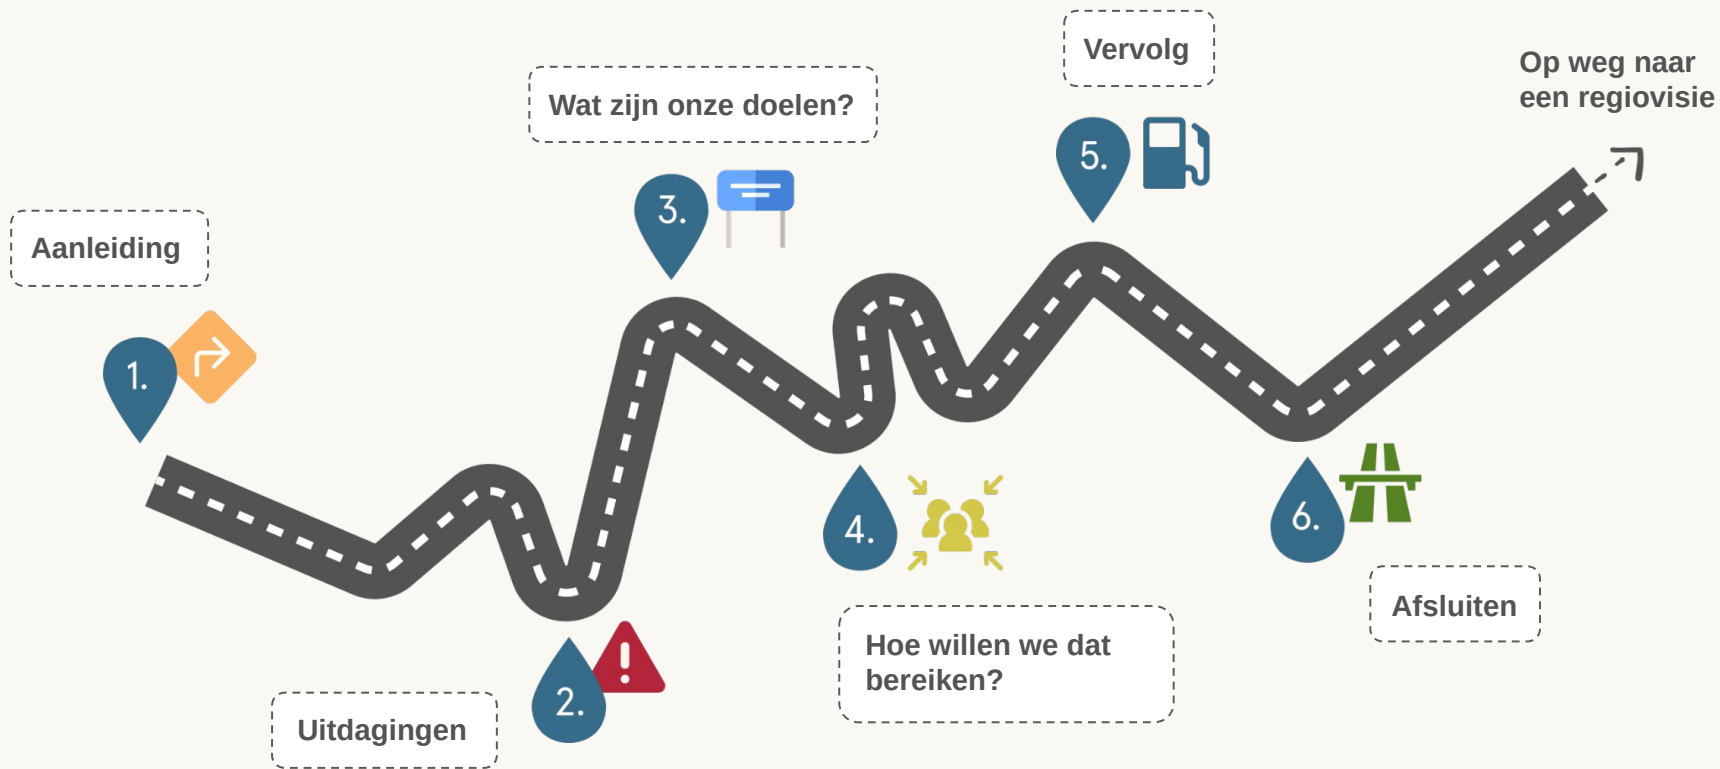 Aanleiding
1.
Uitdagingen
2.
Wat zijn onze doelen?
3.
Hoe willen we dat
bereiken?
4.
Vervolg
5.
Afsluiten
6.
Op weg naar
een regiovisie